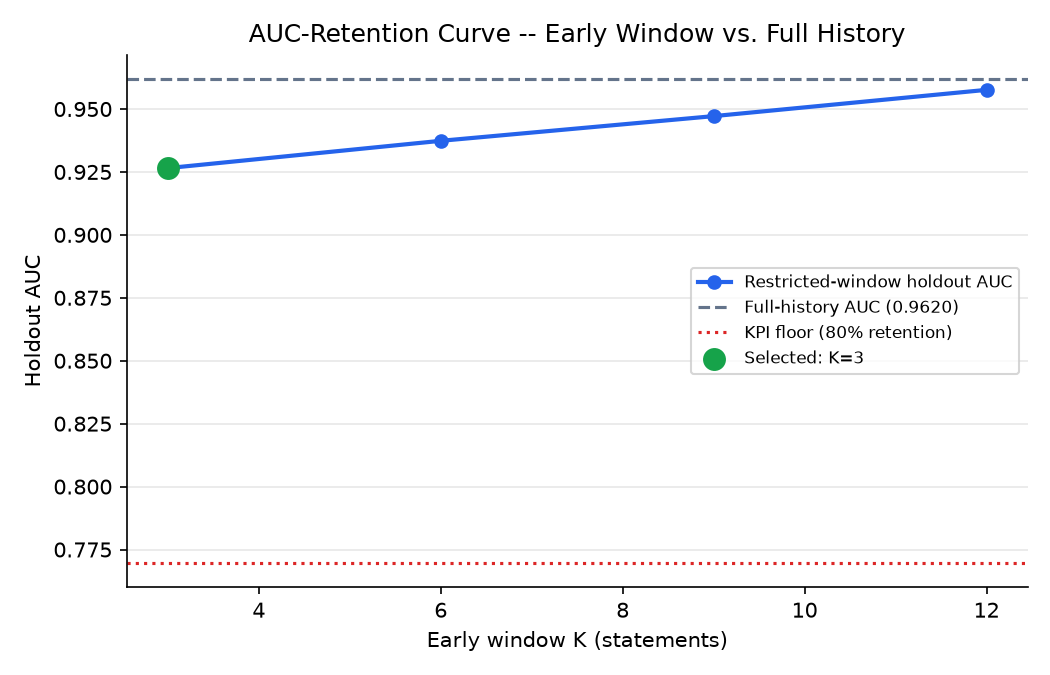 AUC-Retention Curve -- Early Window vs. Full History
Holdout AUC
0.950
0.925
0.900
0.875
0.850
0.825
0.800
0.775
Restricted-window holdout AUC
Full-history AUC (0.9620)
KPI floor (80% retention)
Selected: K=3
4 6 8 10 12
Early window K (statements)